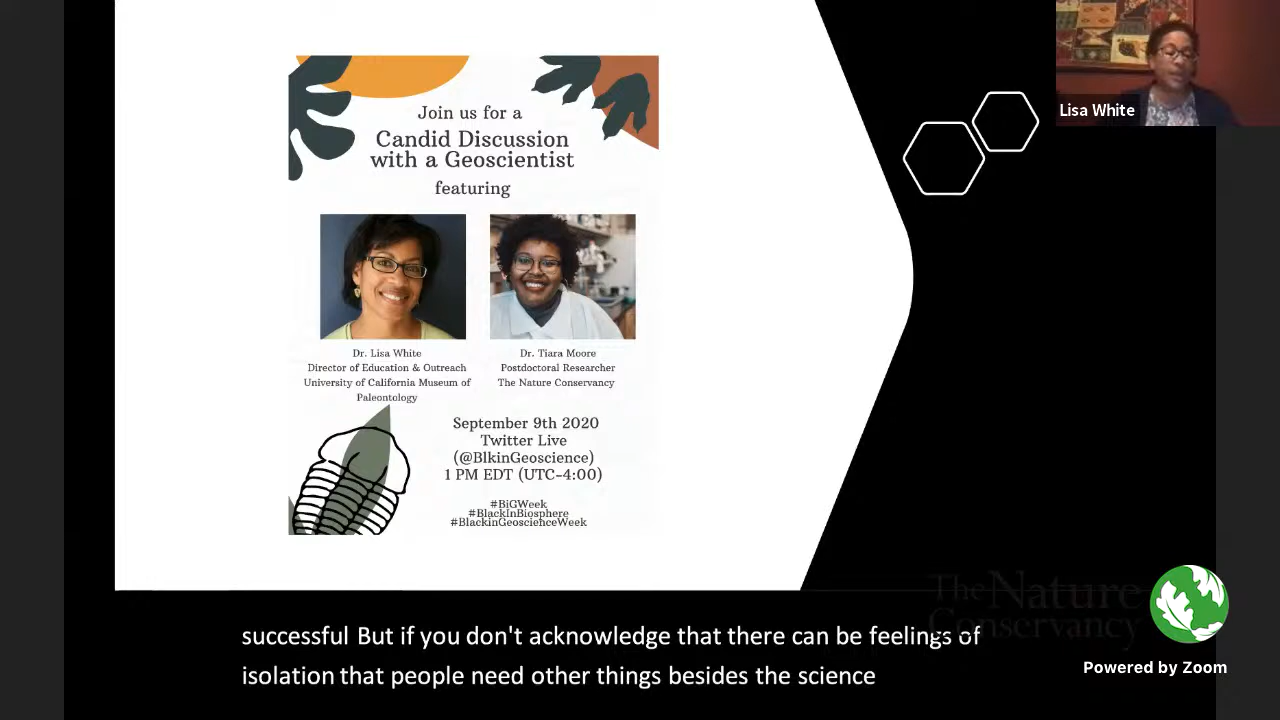 Join us for a
Candid Discussion
with a Geoscientist
featuring
Dr. Lisa White
Director of Education & Outreach
University of California Museum of
Paleontology
Dr. Tiara Moore
Postdoctoral Researcher
The Nature Conservancy
September 9th 2020
Twitter Live
(@BlkinGeoscience)
1 PM EDT (UTC-4:00)
#BiGWeek
#BlackInBiosphere
#BlackinGeoscienceWeek
Lisa White
The Nature
Conservancy
Powered by Zoom
successful But if you don't acknowledge that there can be feelings of
isolation that people need other things besides the science